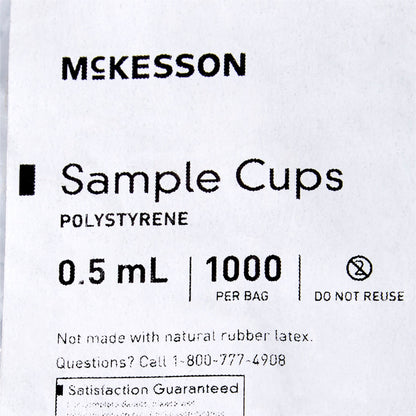 McKESSON
Sample Cups
POLYSTYRENE
0.5 mL
1000
PER BAG
DO NOT REUSE
Not made with natural rubber latex.
Questions? Call 1-800-777-4908
Satisfaction Guaranteed